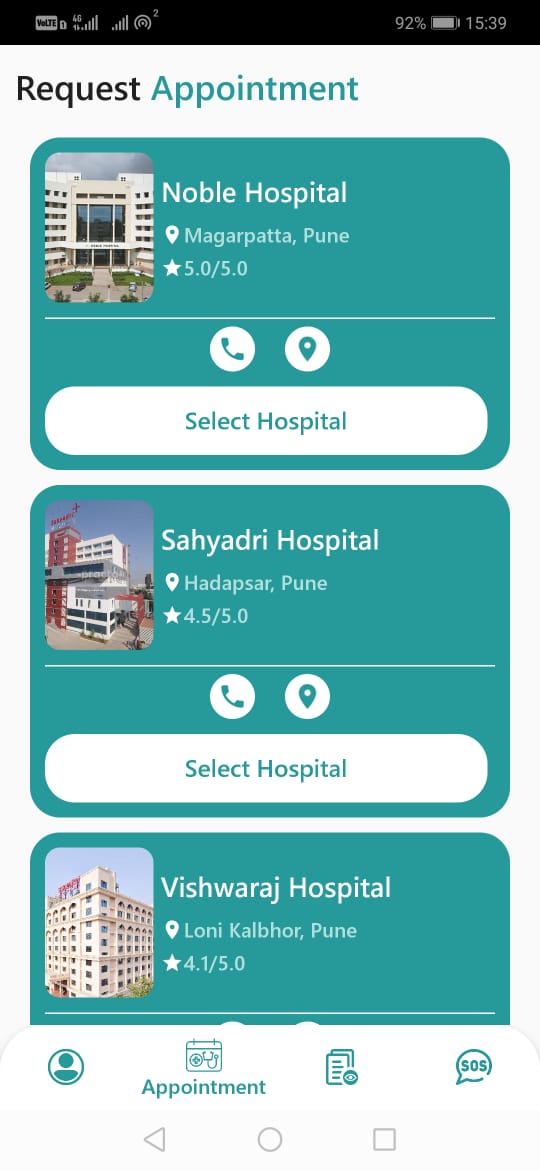 VoLTE 4G 2 92% 15:39
Request Appointment
Noble Hospital
Magarpatta, Pune
5.0/5.0
Select Hospital
Sahyadri Hospital
Hadapsar, Pune
4.5/5.0
Select Hospital
Vishwaraj Hospital
Loni Kalbhor, Pune
4.1/5.0
SOS
Appointment